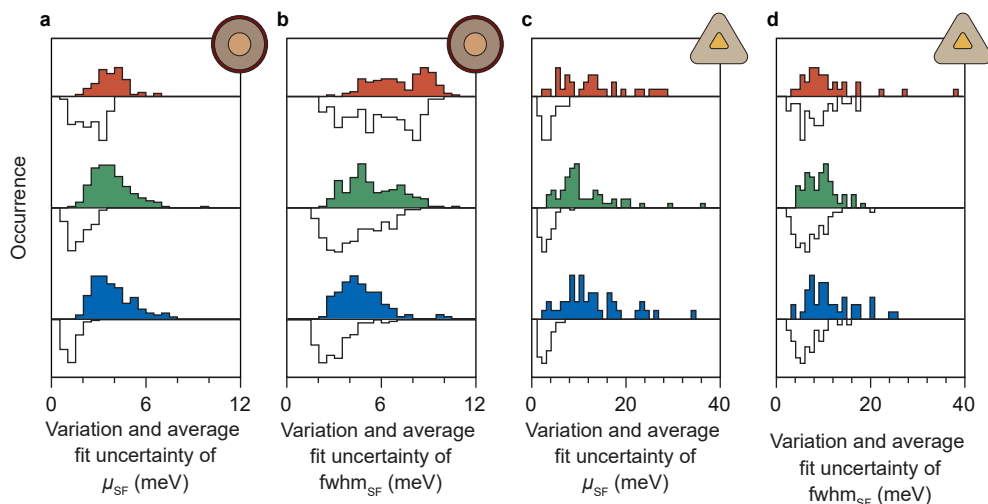 a b c d
Occurrence
0 6 12 0 6 12 0 20 40 0 20 40
Variation and average
fit uncertainty of
μSF (meV)
Variation and average
fit uncertainty of
fwhmSF (meV)
Variation and average
fit uncertainty of
μSF (meV)
Variation and average
fit uncertainty of
fwhmSF (meV)